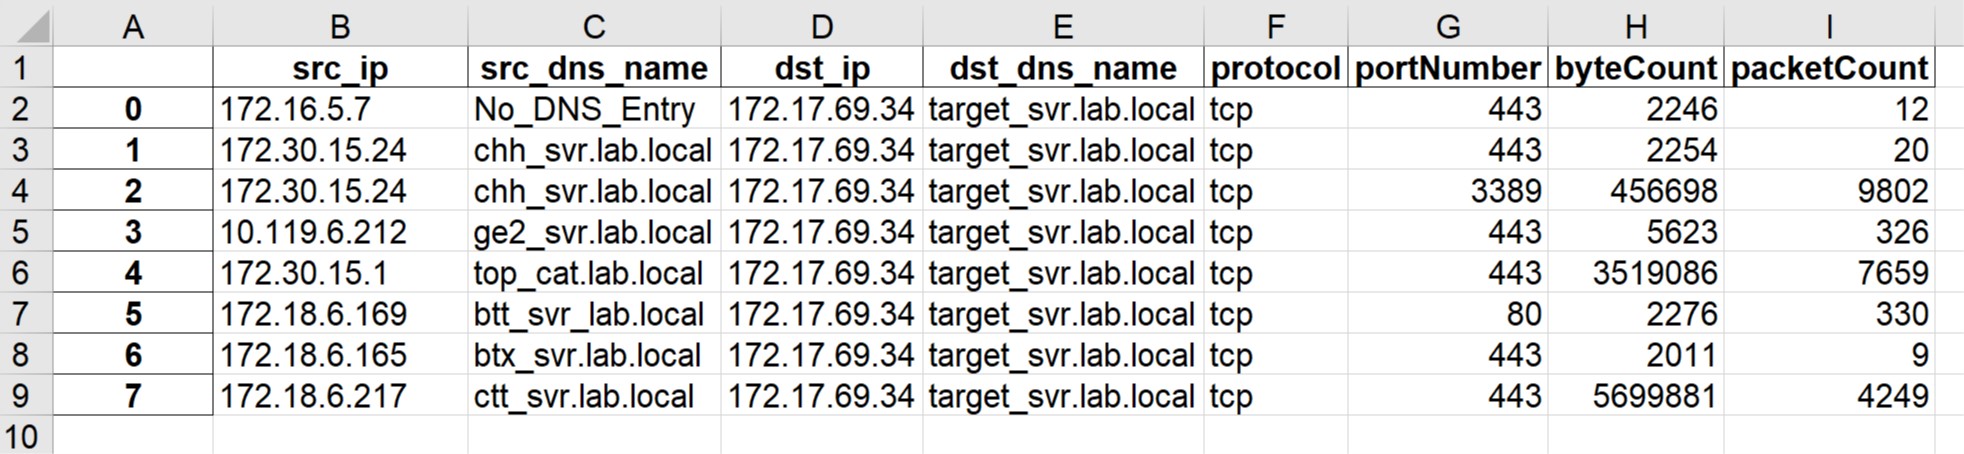 A B C D E F G H I
1 src_ip src_dns_name dst_ip dst_dns_name protocol portNumber byteCount packetCount
2 0 172.16.5.7 No_DNS_Entry 172.17.69.34 target_svr.lab.local tcp 443 2246 12
3 1 172.30.15.24 chh_svr.lab.local 172.17.69.34 target_svr.lab.local tcp 443 2254 20
4 2 172.30.15.24 chh_svr.lab.local 172.17.69.34 target_svr.lab.local tcp 3389 456698 9802
5 3 10.119.6.212 ge2_svr.lab.local 172.17.69.34 target_svr.lab.local tcp 443 5623 326
6 4 172.30.15.1 top_cat.lab.local 172.17.69.34 target_svr.lab.local tcp 443 3519086 7659
7 5 172.18.6.169 btt_svr_lab.local 172.17.69.34 target_svr.lab.local tcp 80 2276 330
8 6 172.18.6.165 btx_svr.lab.local 172.17.69.34 target_svr.lab.local tcp 443 2011 9
9 7 172.18.6.217 ctt_svr.lab.local 172.17.69.34 target_svr.lab.local tcp 443 5699881 4249
10